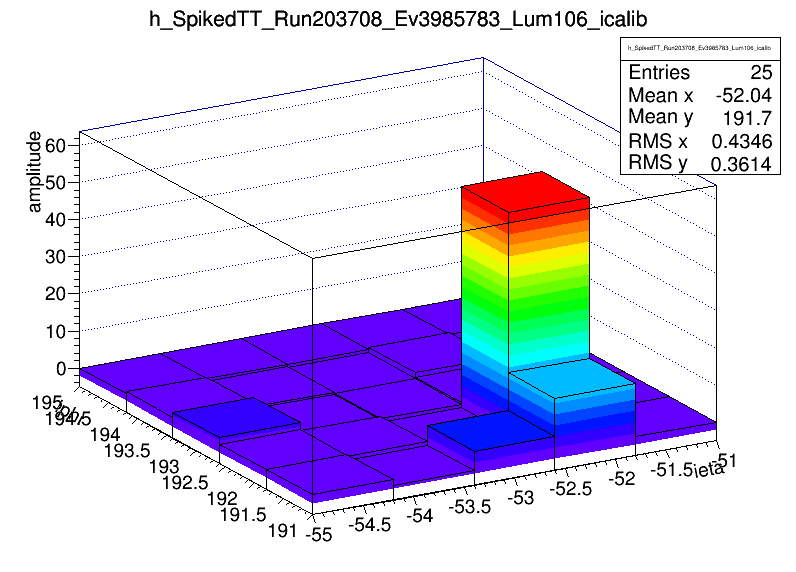 h_SpikedTT_Run203708_Ev3985783_Lum106_icalib
h_SpikedTT_Run203708_Ev3985783_Lum106_icalib
Entries 25
Mean x -52.04
Mean y 191.7
RMS x 0.4346
RMS y 0.3614
amplitude
60
50
40
30
20
10
0
195
194.5
194
193.5
193
192.5
192
191.5
191
-55
-54.5
-54
-53.5
-53
-52.5
-52
-51.5
-51
ieta